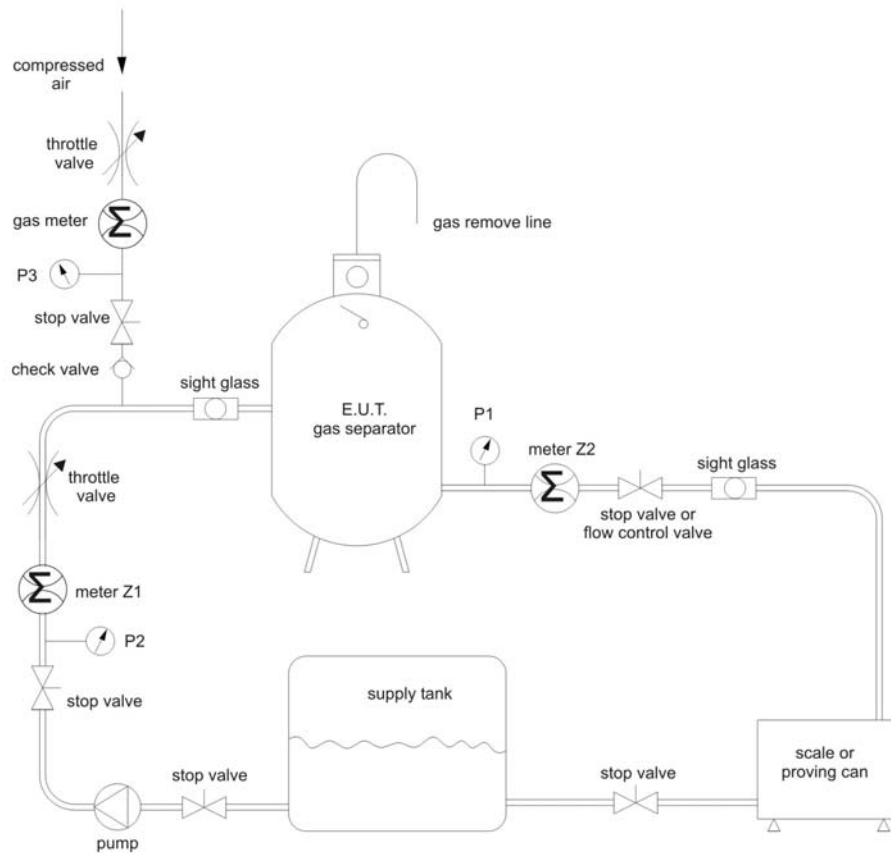 compressed
air
throttle
valve
gas meter
Σ
P3
stop valve
check valve
gas remove line
sight glass
E.U.T.
gas separator
P1
meter Z2
Σ
sight glass
stop valve or
flow control valve
throttle
valve
Σ
meter Z1
P2
stop valve
supply tank
stop valve
pump
stop valve
scale or
proving can